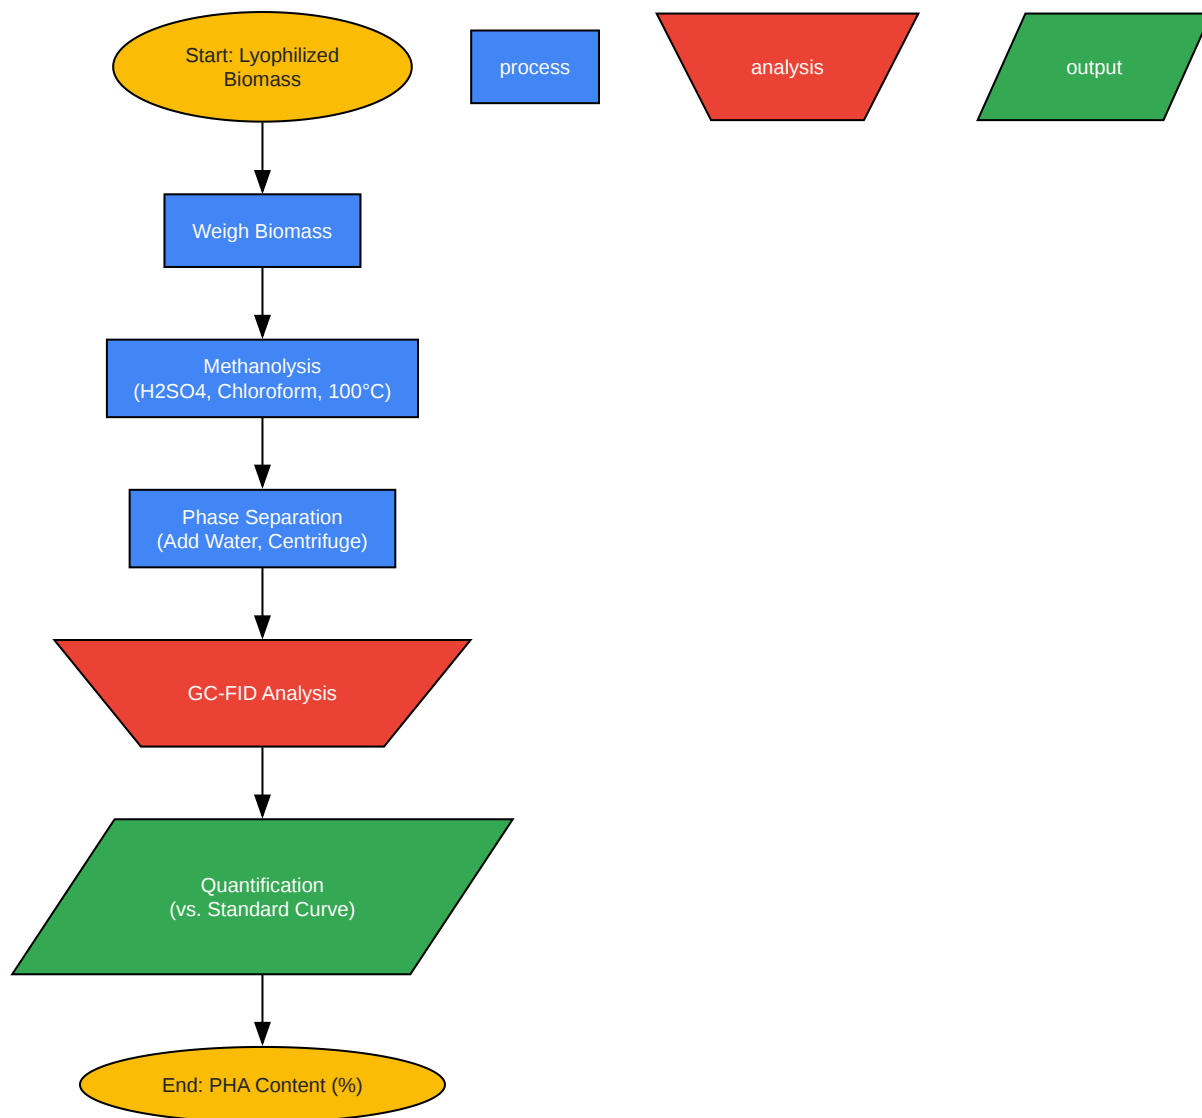 Start: Lyophilized
Biomass
process
analysis
output
Weigh Biomass
Methanolysis
(H2SO4, Chloroform, 100°C)
Phase Separation
(Add Water, Centrifuge)
GC-FID Analysis
Quantification
(vs. Standard Curve)
End: PHA Content (%)